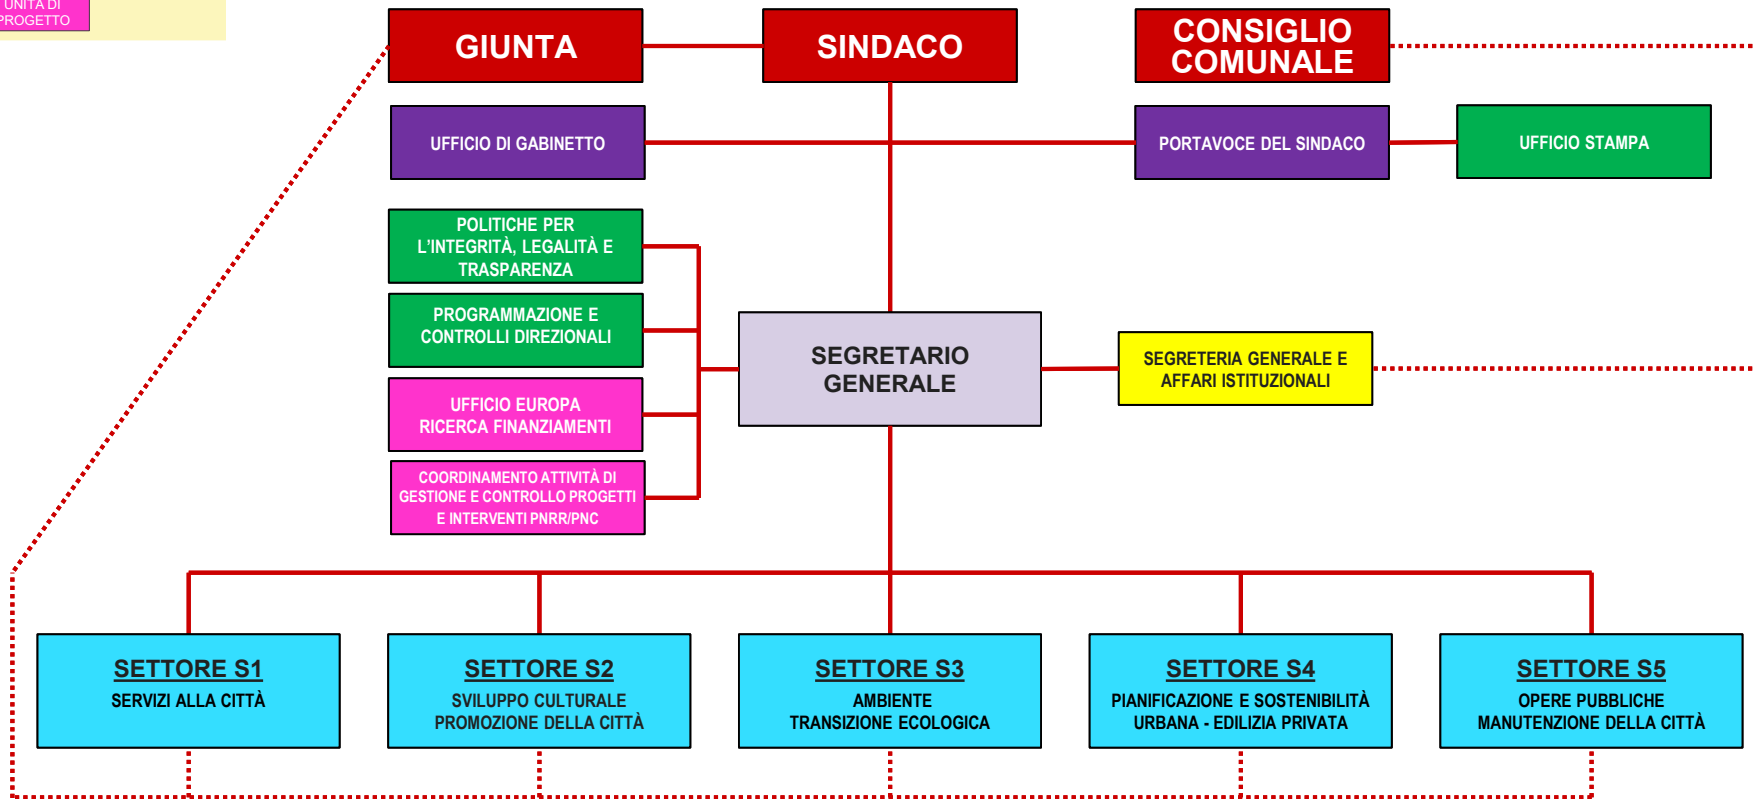 UNITÀ DI
PROGETTO
GIUNTA
SINDACO
CONSIGLIO
COMUNALE
UFFICIO DI GABINETTO
PORTAVOCE DEL SINDACO
UFFICIO STAMPA
POLITICHE PER
L'INTEGRITÀ, LEGALITÀ E
TRASPARENZA
PROGRAMMAZIONE E
CONTROLLI DIREZIONALI
SEGRETARIO
GENERALE
SEGRETERIA GENERALE E
AFFARI ISTITUZIONALI
UFFICIO EUROPA
RICERCA FINANZIAMENTI
COORDINAMENTO ATTIVITÀ DI
GESTIONE E CONTROLLO PROGETTI
E INTERVENTI PNRR/PNC
SETTORE S1
SERVIZI ALLA CITTÀ
SETTORE S2
SVILUPPO CULTURALE
PROMOZIONE DELLA CITTÀ
SETTORE S3
AMBIENTE
TRANSIZIONE ECOLOGICA
SETTORE S4
PIANIFICAZIONE E SOSTENIBILITÀ
URBANA - EDILIZIA PRIVATA
SETTORE S5
OPERE PUBBLICHE
MANUTENZIONE DELLA CITTÀ